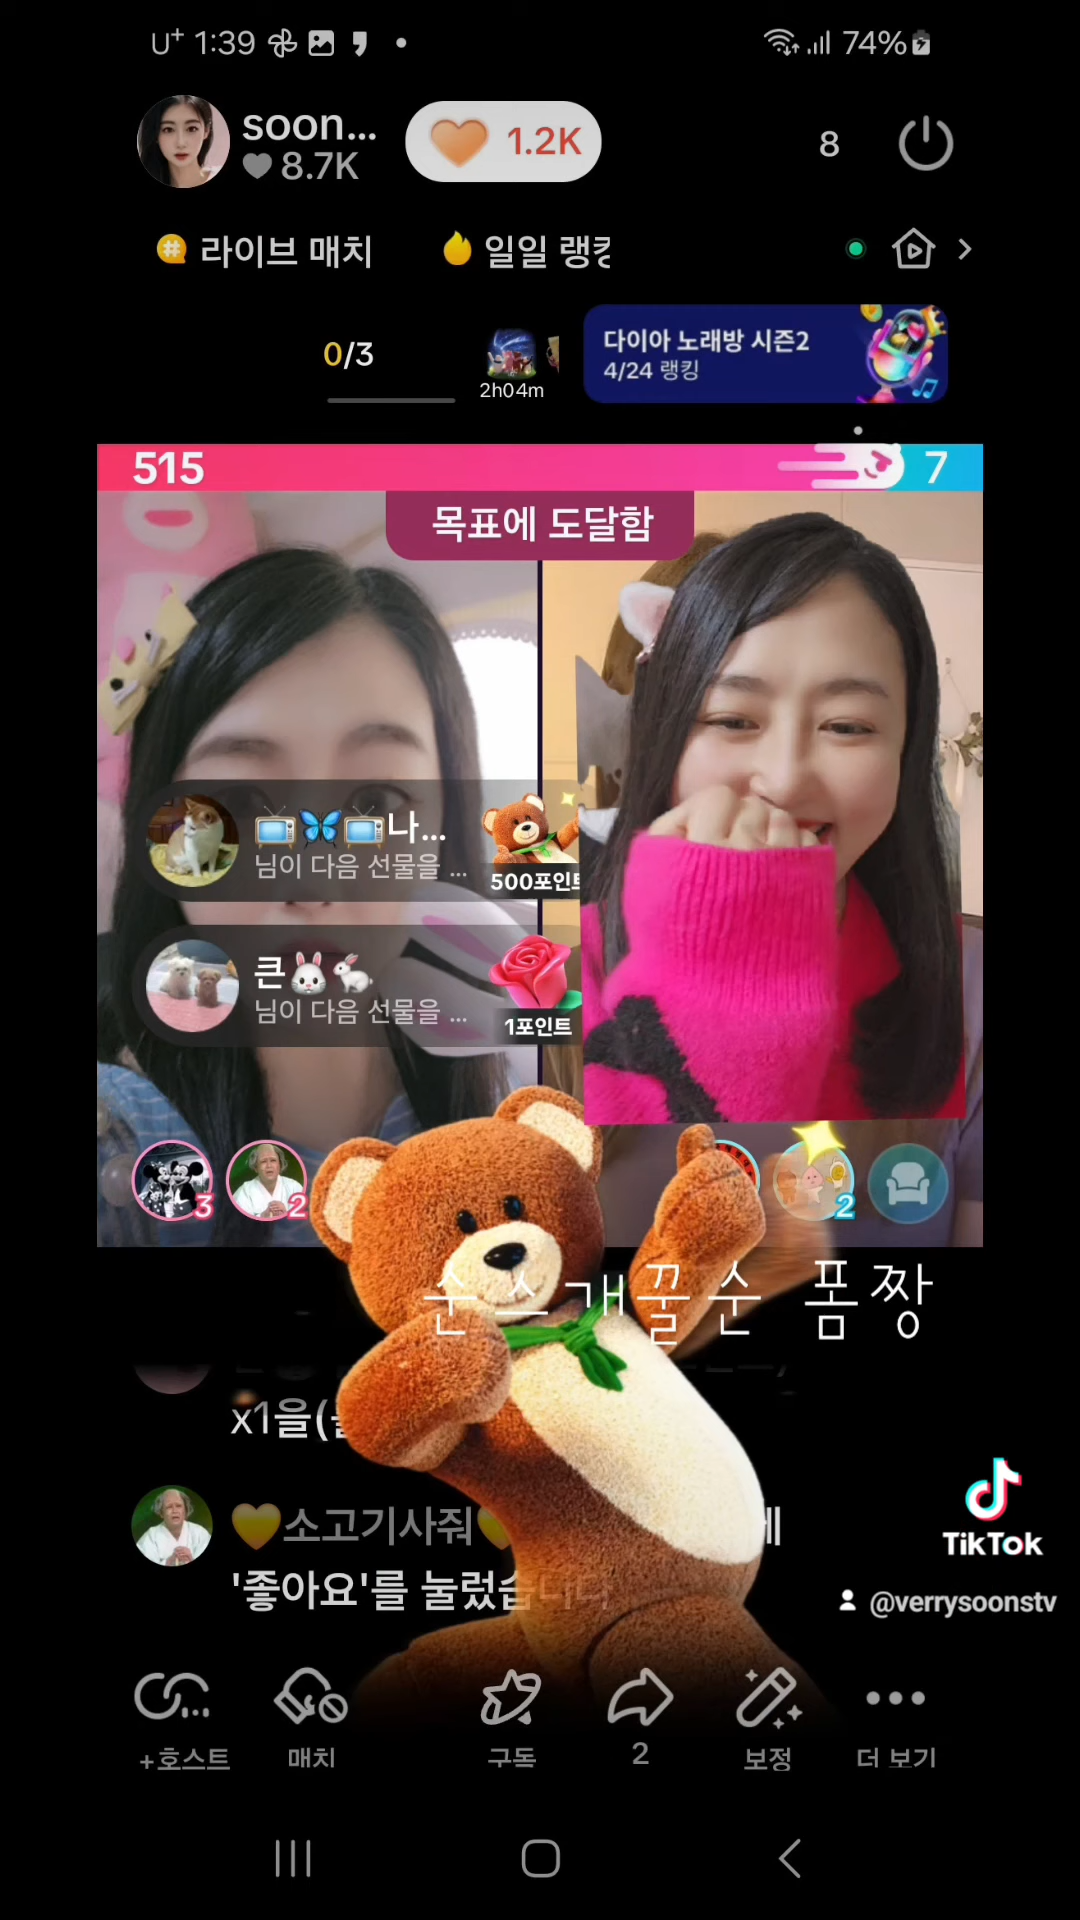 U+ 1:39
74%
soon...
8.7K
1.2K
8
라이브 매치
일일 랭킹
0/3
2h04m
다이아 노래방 시즌2
4/24 랭킹
515
7
목표에 도달함
나...
님이 다음 선물을 ...
500포인트
큰
님이 다음 선물을 ...
1포인트
3
2
2
순스개꿀순 폼짱
x1을(
소고기사줘
'좋아요'를 눌렀습니다
TikTok
@verrysoonstv
+호스트
매치
구독
2
보정
더 보기